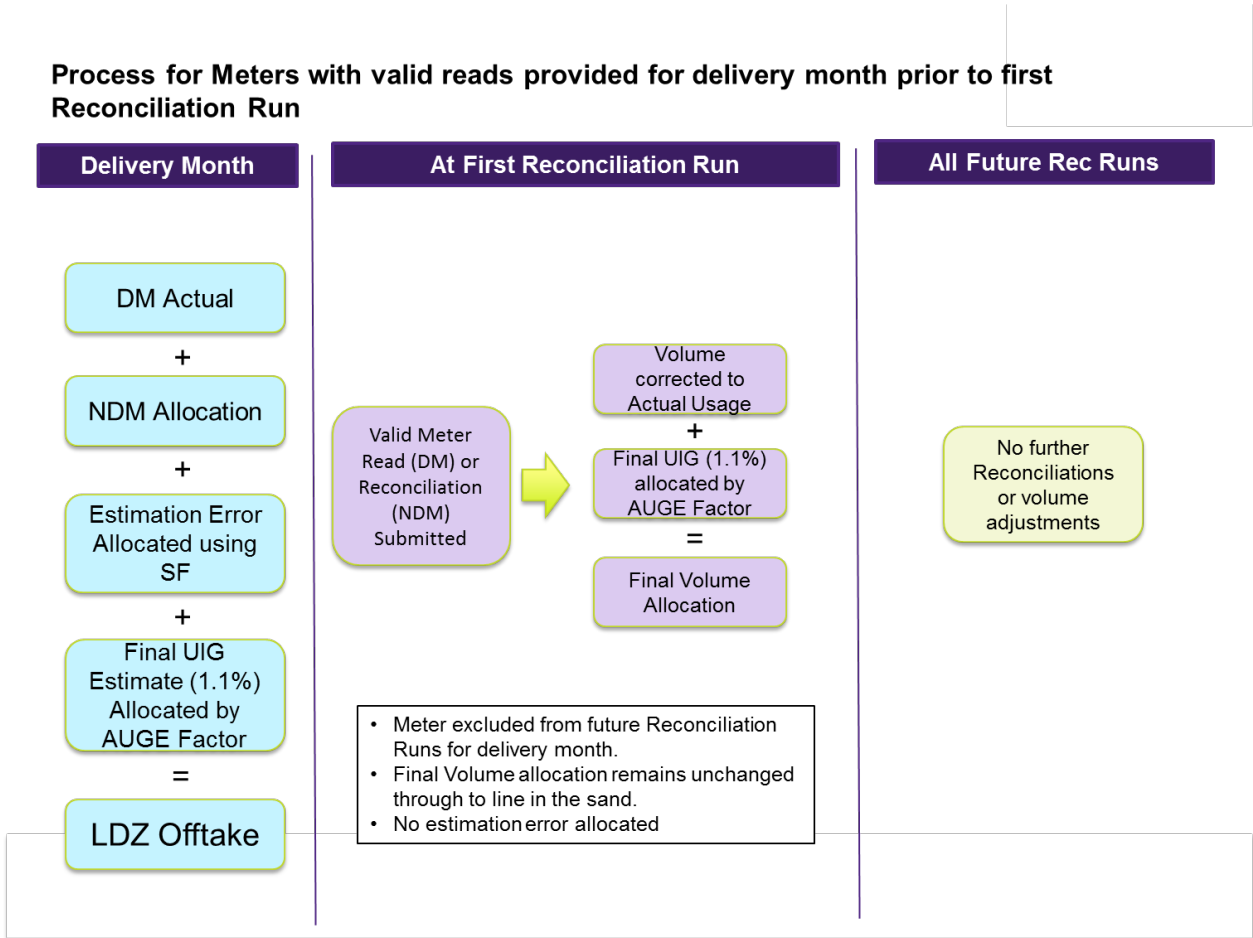 Process for Meters with valid reads provided for delivery month prior to first
Reconciliation Run
Delivery Month
At First Reconciliation Run
All Future Rec Runs
DM Actual
+
NDM Allocation
+
Estimation Error
Allocated using
SF
+
Final UIG
Estimate (1.1%)
Allocated by
AUGE Factor
=
LDZ Offtake
Valid Meter
Read (DM) or
Reconciliation
(NDM)
Submitted
Volume
corrected to
Actual Usage
+
Final UIG (1.1%)
allocated by
AUGE Factor
=
Final Volume
Allocation
• Meter excluded from future Reconciliation
Runs for delivery month.
• Final Volume allocation remains unchanged
through to line in the sand.
• No estimation error allocated
No further
Reconciliations
or volume
adjustments